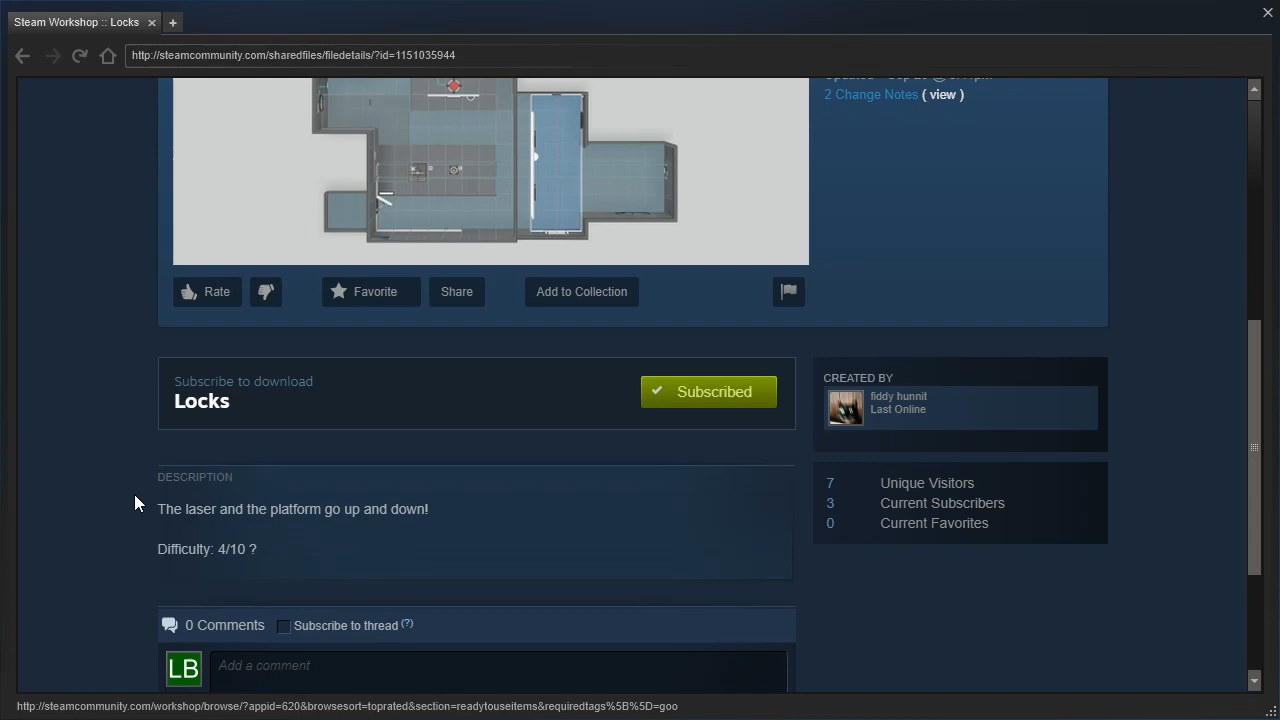 Steam Workshop :: Locks
http://steamcommunity.com/sharedfiles/filedetails/?id=1151035944
2 Change Notes ( view )
Rate
Favorite
Share
Add to Collection
Subscribe to download
Locks
Subscribed
CREATED BY
fiddy hunnit
Last Online
DESCRIPTION
The laser and the platform go up and down!
Difficulty: 4/10 ?
7 Unique Visitors
3 Current Subscribers
0 Current Favorites
0 Comments Subscribe to thread (?)
LB
Add a comment
http://steamcommunity.com/workshop/browse/?appid=620&browsesort=toprated&section=readytouseitems&requiredtags%5B%5D=goo